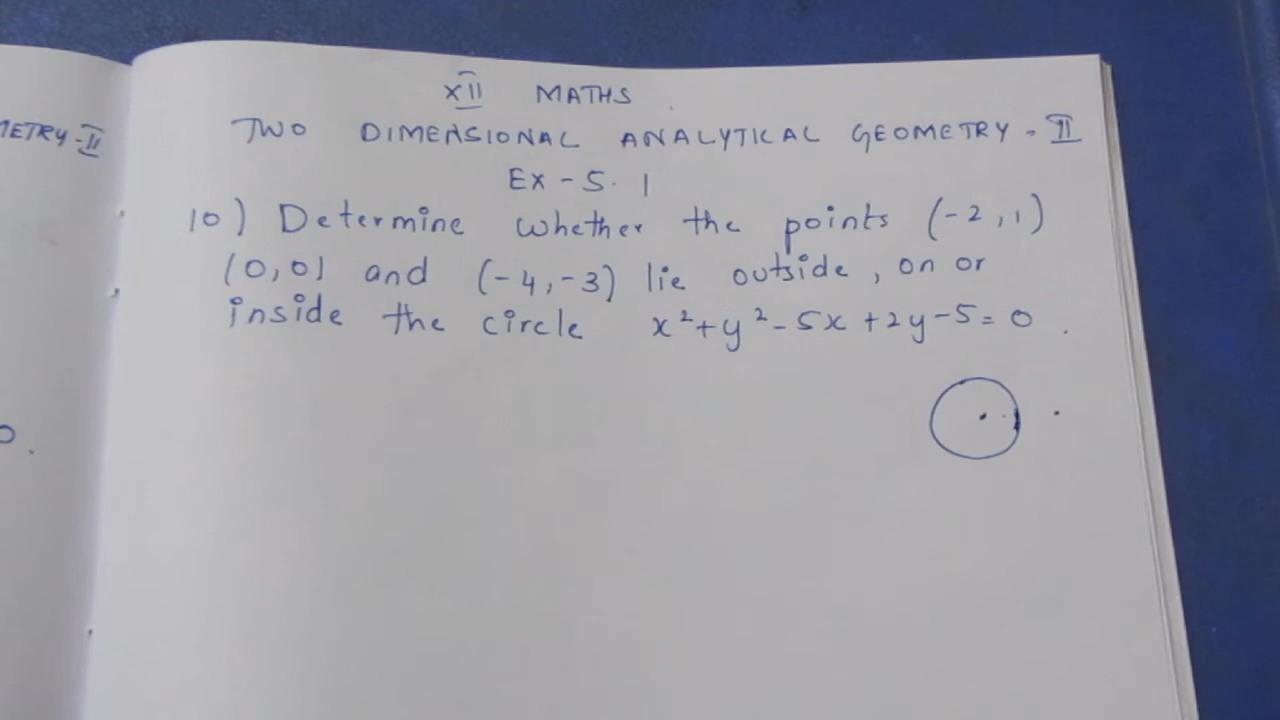 METRY-II
XII MATHS
TWO DIMENSIONAL ANALYTICAL GEOMETRY - II
Ex - 5.1
10) Determine whether the points (-2,1)
(0,0) and (-4,-3) lie outside, on or
inside the circle x²+y²-5x+2y-5=0.